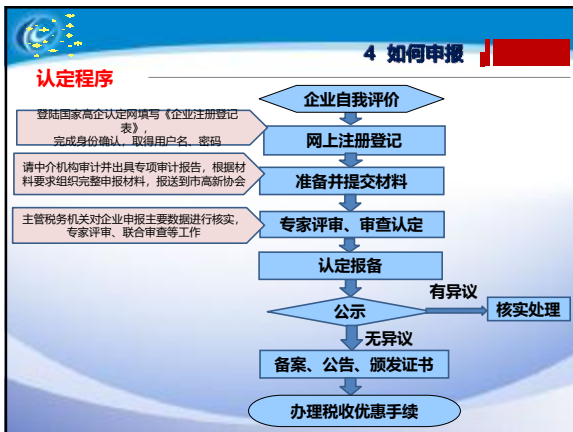 4 如何申报
认定程序
企业自我评价
登陆国家高企认定网填写《企业注册登记
表》，
完成身份确认，取得用户名、密码
网上注册登记
请中介机构审计并出具专项审计报告，根据材
料要求组织完整申报材料，报送到市高新协会
准备并提交材料
主管税务机关对企业申报主要数据进行核实，
专家评审、联合审查等工作
专家评审、审查认定
认定报备
有异议
公示
核实处理
无异议
备案、公告、颁发证书
办理税收优惠手续